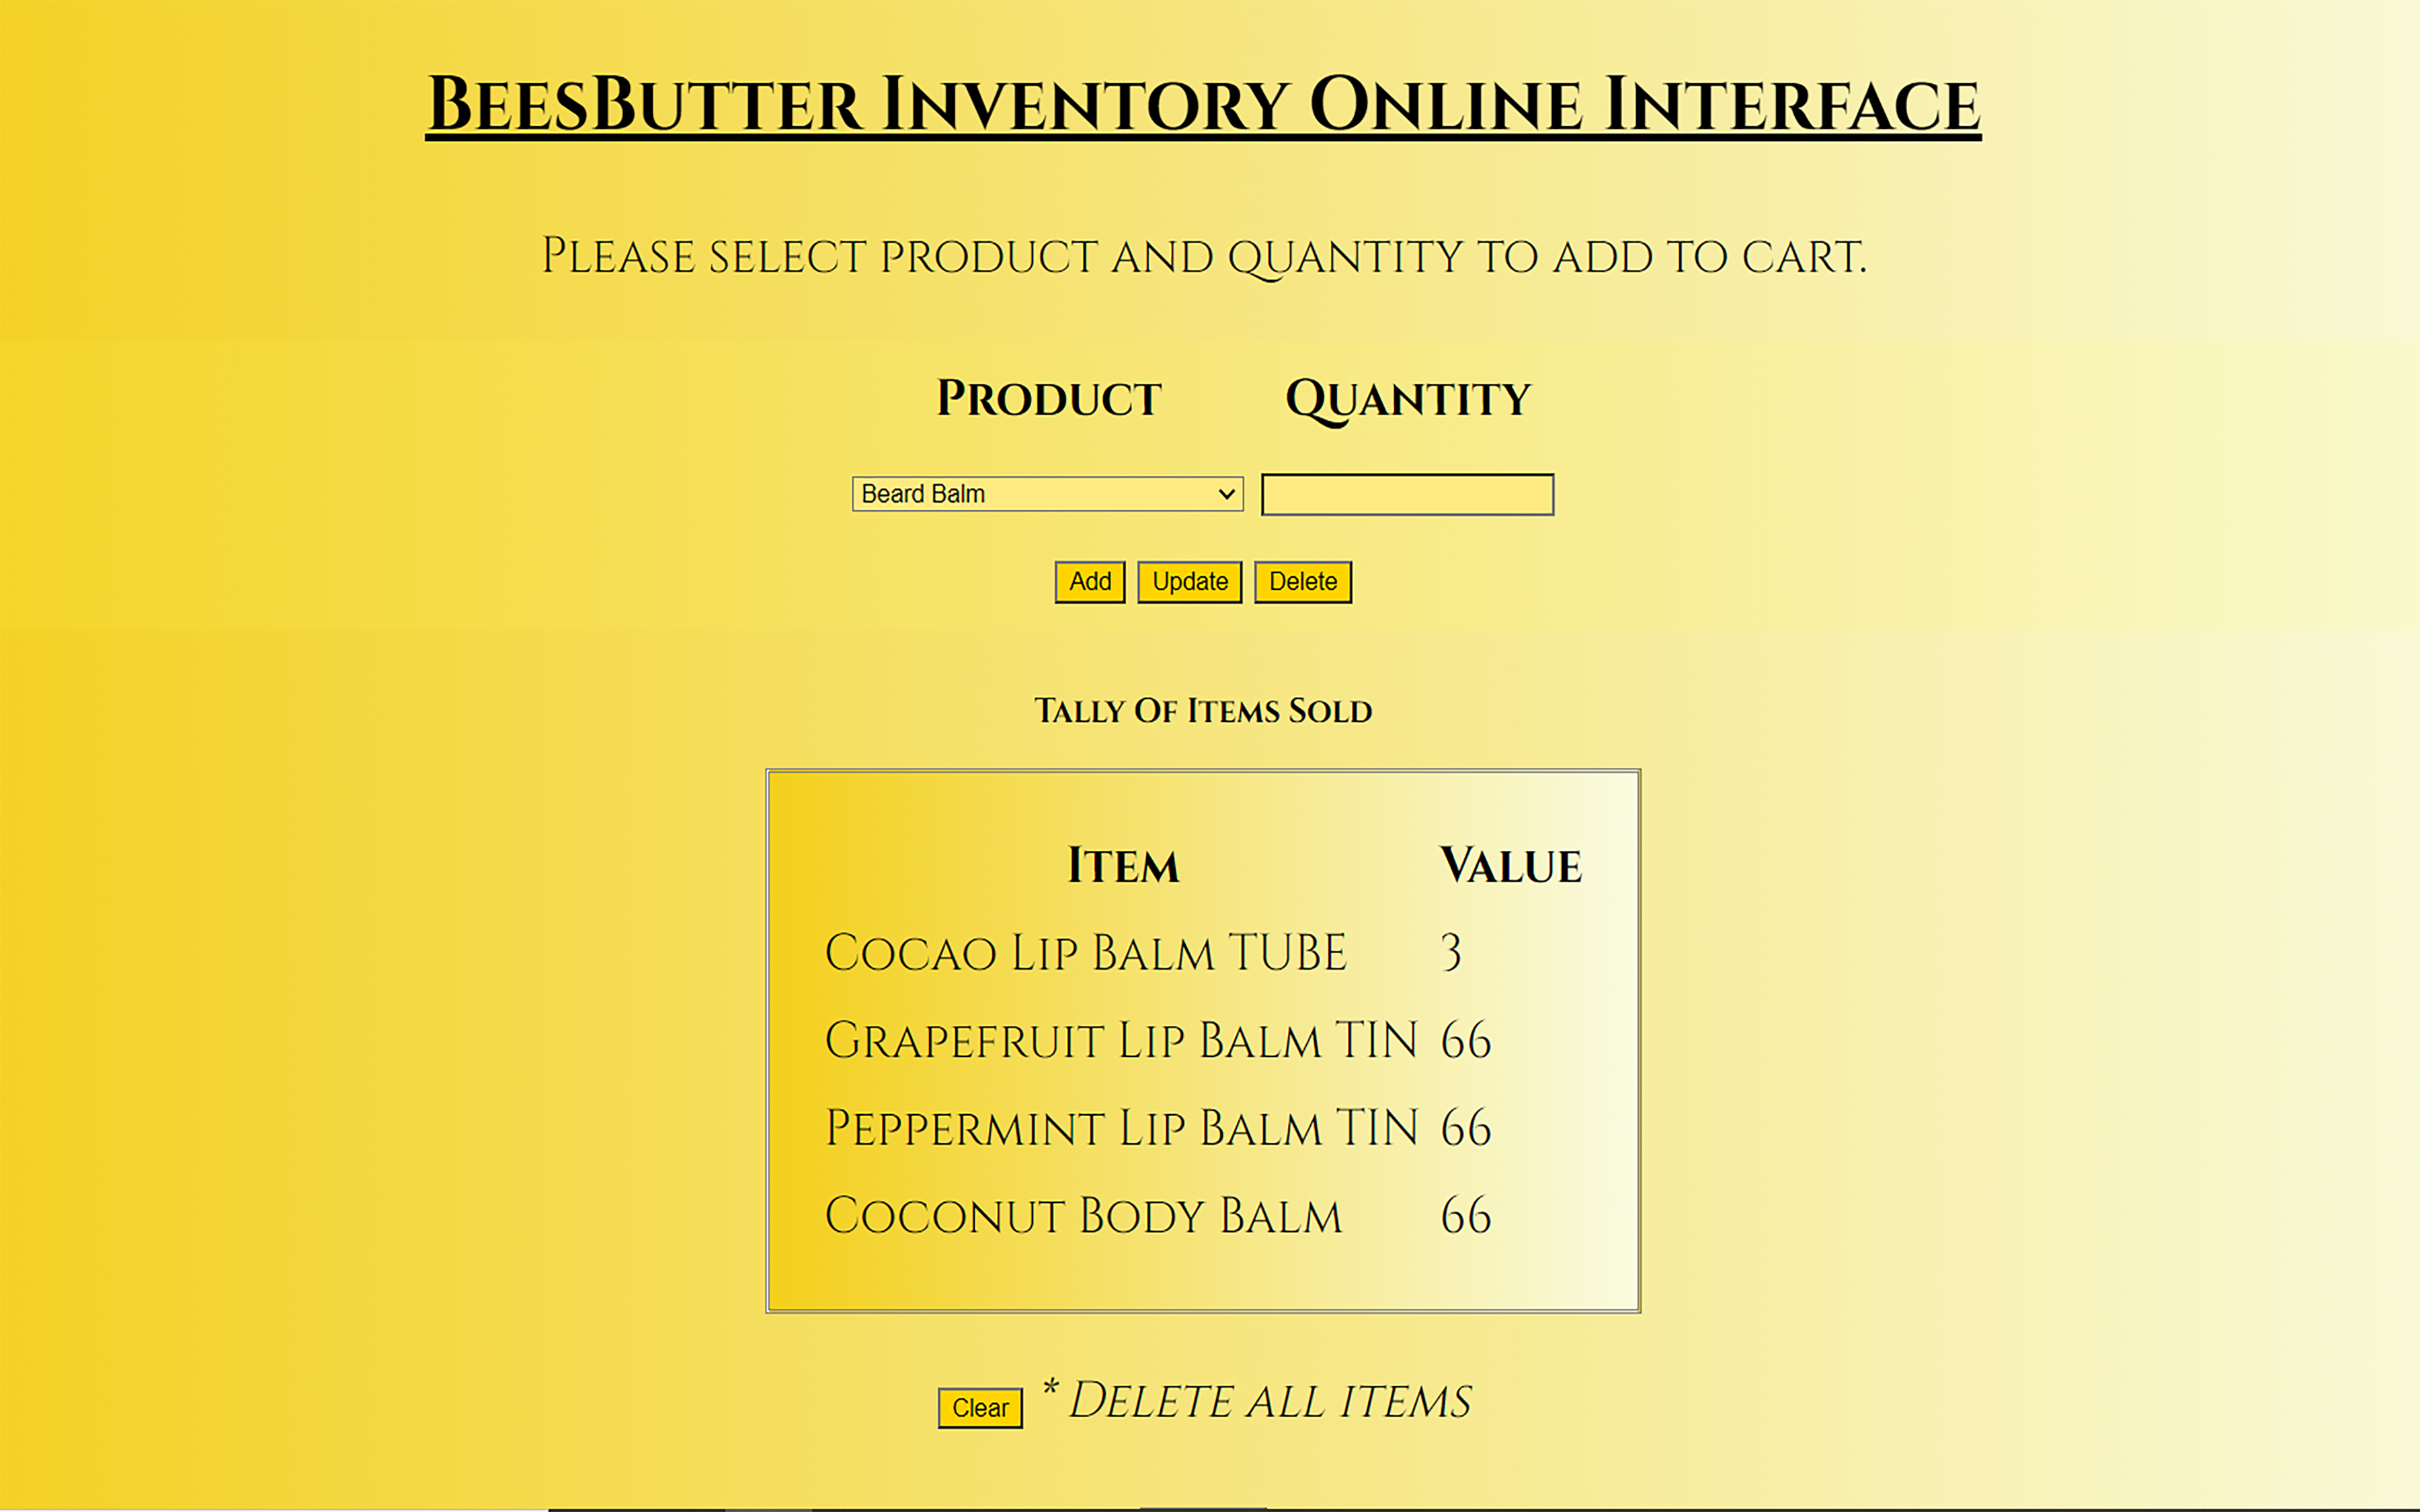 BeesButter Inventory Online Interface
Please select product and quantity to add to cart.
Product Quantity
Beard Balm
Add Update Delete
Tally Of Items Sold
Item Value
Cocao Lip Balm TUBE 3
Grapefruit Lip Balm TIN 66
Peppermint Lip Balm TIN 66
Coconut Body Balm 66
Clear * Delete all items